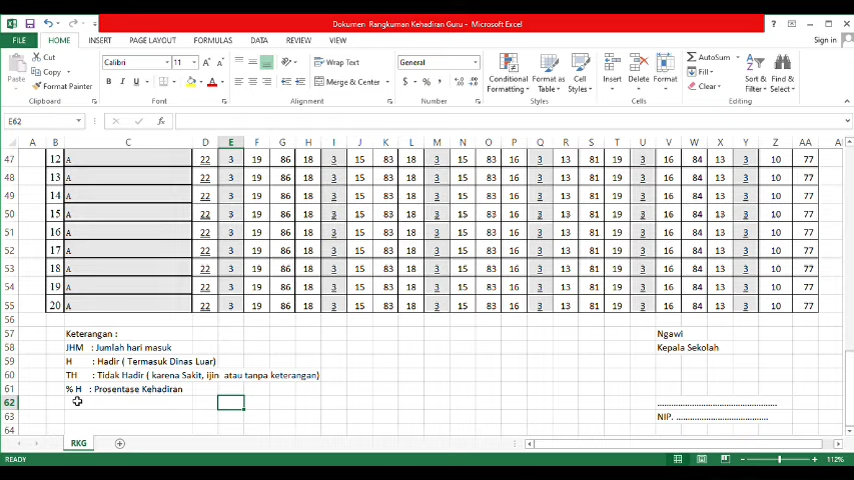 Dokumen Rangkuman Kehadiran Guru - Microsoft Excel
FILE HOME INSERT PAGE LAYOUT FORMULAS DATA REVIEW VIEW Sign in
Paste Cut Copy Format Painter Clipboard
Calibri 11 B I U A Font
Wrap Text Merge & Center Alignment
General $ % Number
Conditional Formatting Format as Table Cell Styles Styles
Insert Delete Format Cells
AutoSum Fill Clear Sort & Filter Find & Select Editing
E62
A B C D E F G H I J K L M N O P Q R S T U V W X Y Z AA
47 12 A 22 3 19 86 18 3 15 83 18 3 15 83 16 3 13 81 19 3 16 84 13 3 10 77
48 13 A 22 3 19 86 18 3 15 83 18 3 15 83 16 3 13 81 19 3 16 84 13 3 10 77
49 14 A 22 3 19 86 18 3 15 83 18 3 15 83 16 3 13 81 19 3 16 84 13 3 10 77
50 15 A 22 3 19 86 18 3 15 83 18 3 15 83 16 3 13 81 19 3 16 84 13 3 10 77
51 16 A 22 3 19 86 18 3 15 83 18 3 15 83 16 3 13 81 19 3 16 84 13 3 10 77
52 17 A 22 3 19 86 18 3 15 83 18 3 15 83 16 3 13 81 19 3 16 84 13 3 10 77
53 18 A 22 3 19 86 18 3 15 83 18 3 15 83 16 3 13 81 19 3 16 84 13 3 10 77
54 19 A 22 3 19 86 18 3 15 83 18 3 15 83 16 3 13 81 19 3 16 84 13 3 10 77
55 20 A 22 3 19 86 18 3 15 83 18 3 15 83 16 3 13 81 19 3 16 84 13 3 10 77
56
57 Keterangan : Ngawi
58 JHM : Jumlah hari masuk Kepala Sekolah
59 H : Hadir ( Termasuk Dinas Luar)
60 TH : Tidak Hadir ( karena Sakit, ijin atau tanpa keterangan)
61 % H : Prosentase Kehadiran
62 ..................................................
63 NIP. ......................................
64
RKG
READY 112%